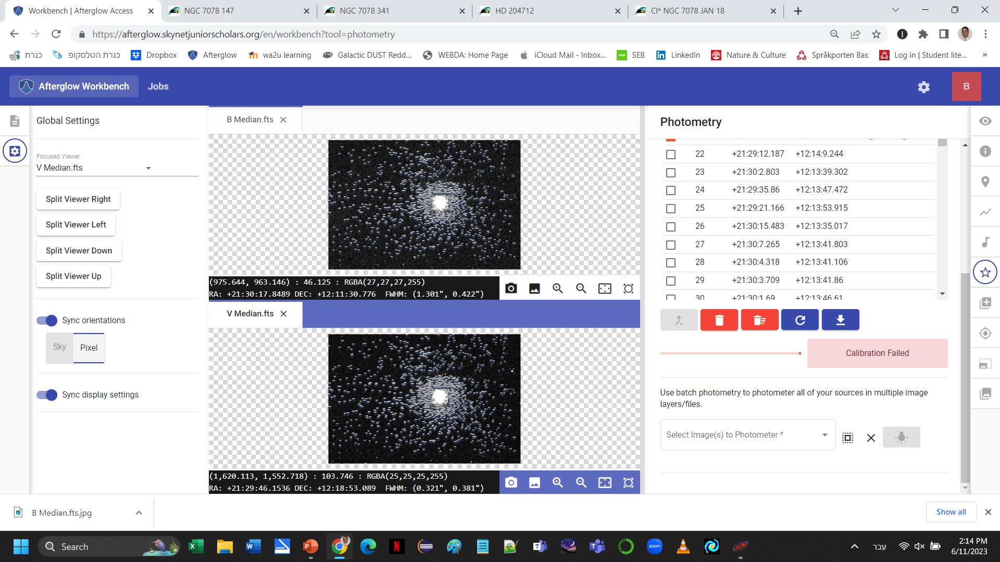 Workbench | Afterglow Access
NGC 7078 147
NGC 7078 341
HD 204712
Cl* NGC 7078 JAN 18
https://afterglow.skynetjuniorscholars.org/en/workbench?tool=photometry
כנרת
כנרת הטלסקופ
Dropbox
Afterglow
wa2u learning
Galactic DUST Redd...
WEBDA: Home Page
iCloud Mail - Inbox...
SEB
LinkedIn
Nature & Culture
Språkporten Bas
Log in | Student lite...
»
Afterglow Workbench
Jobs
B
Global Settings
Focused Viewer
V Median.fts
Split Viewer Right
Split Viewer Left
Split Viewer Down
Split Viewer Up
Sync orientations
Sky
Pixel
Sync display settings
B Median.fts
(975.644, 963.146) : 46.125 : RGBA(27,27,27,255)
RA: +21:30:17.8489 DEC: +12:11:30.776 FWHM: (1.301", 0.422")
V Median.fts
(1,620.113, 1,552.718) : 103.746 : RGBA(25,25,25,255)
RA: +21:29:46.1536 DEC: +12:18:53.089 FWHM: (0.321", 0.381")
Photometry
22 +21:29:12.187 +12:14:9.244
23 +21:30:2.803 +12:13:39.302
24 +21:29:35.86 +12:13:47.472
25 +21:29:21.166 +12:13:53.915
26 +21:30:15.483 +12:13:35.017
27 +21:30:7.265 +12:13:41.803
28 +21:30:4.318 +12:13:41.106
29 +21:30:3.709 +12:13:41.86
30 +21:30:1.69 +12:13:46.61
Calibration Failed
Use batch photometry to photometer all of your sources in multiple image
layers/files.
Select Image(s) to Photometer *
B Median.fts.jpg
Show all
Search
zoom
עבר
2:14 PM
6/11/2023